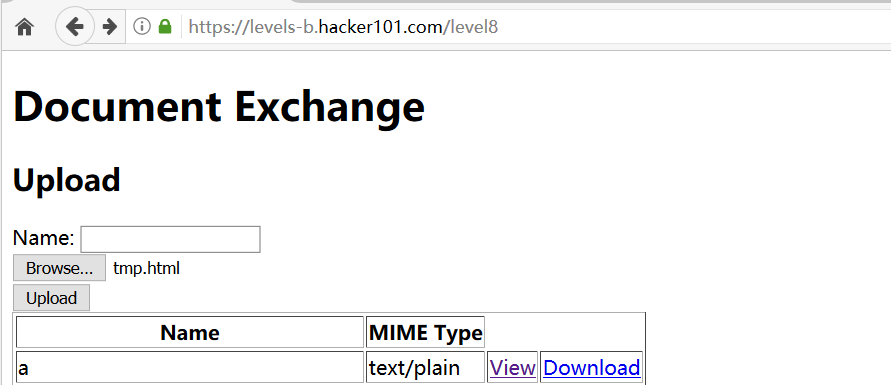 https://levels-b.hacker101.com/level8
Document Exchange
Upload
Name:
Browse... tmp.html
Upload
Name MIME Type
a text/plain View Download